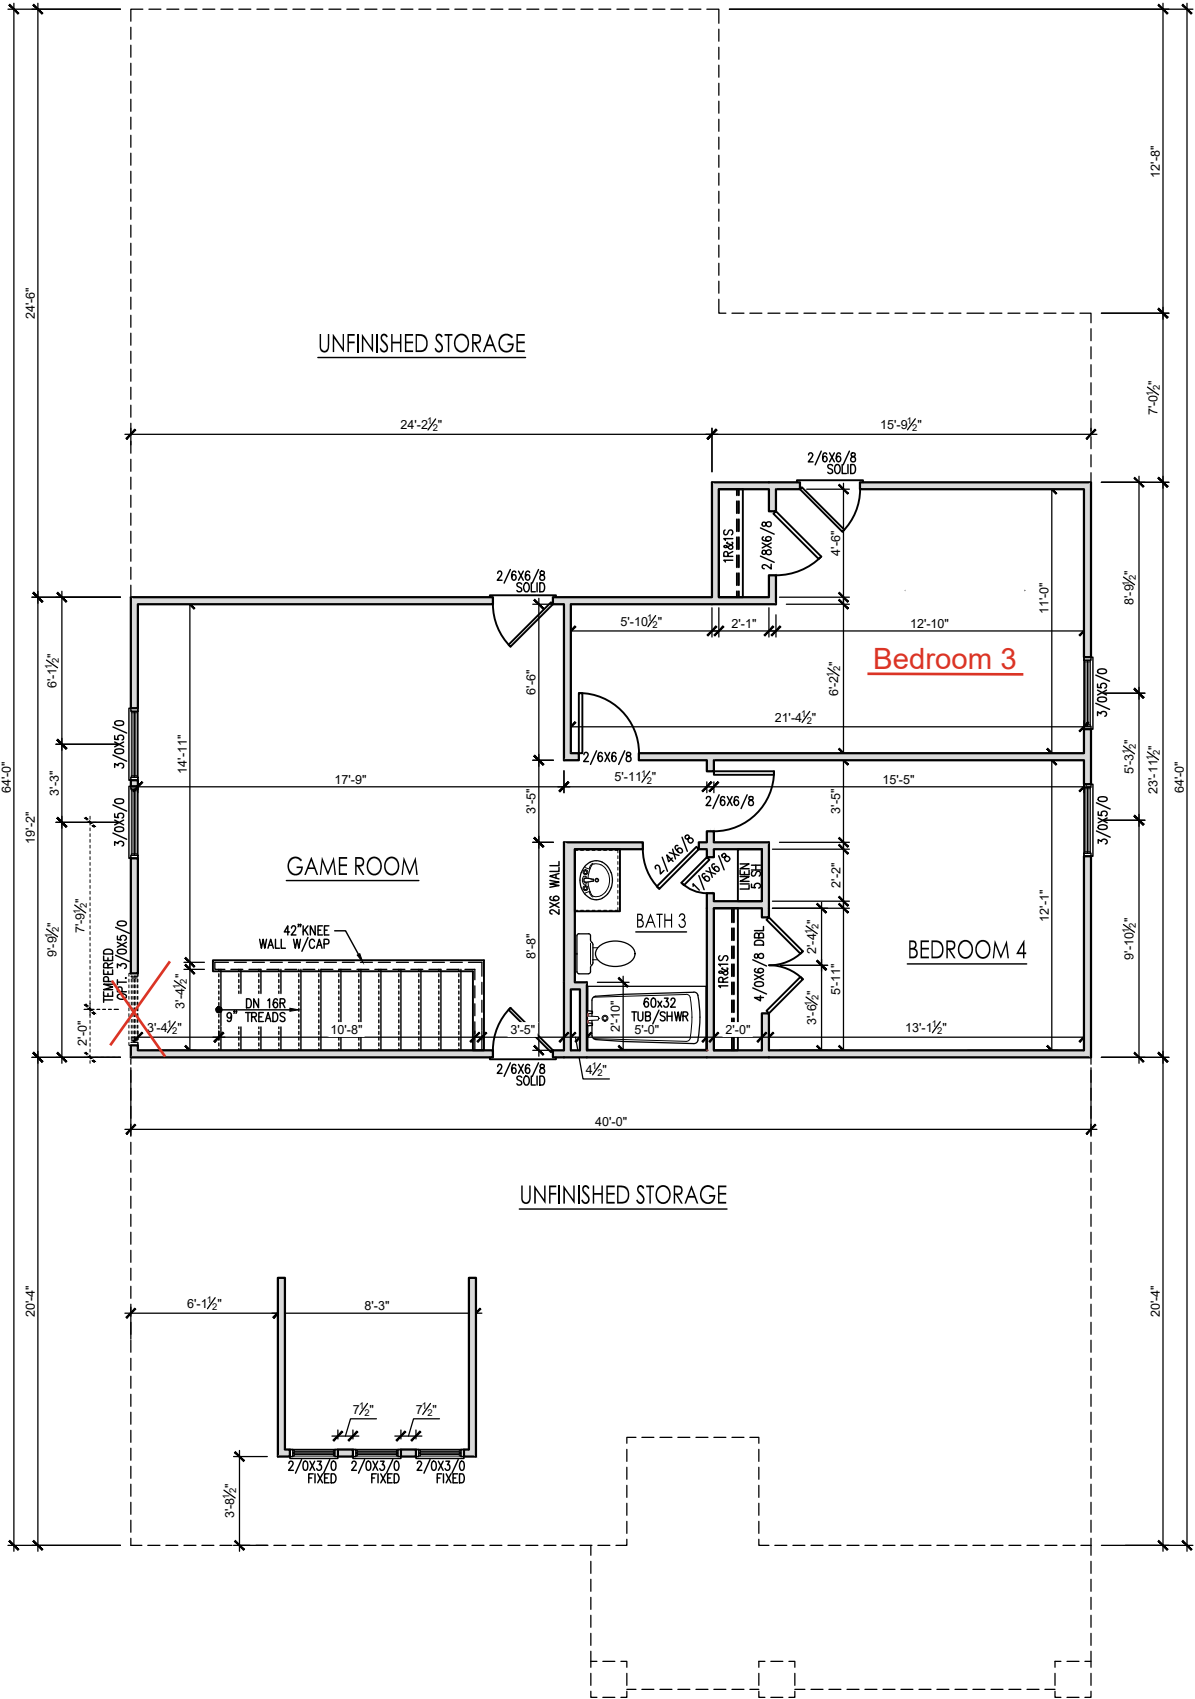 12'-8"
24'-6"
UNFINISHED STORAGE
7'-0½"
24'-2½"
15'-9½"
2/6X6/8
SOLID
1R&1S
2/8X6/8
4'-6"
11'-0"
8'-9½"
2/6X6/8
SOLID
5'-10½"
2'-1"
12'-10"
6'-1½"
6'-6"
Bedroom 3
6'-2½"
3/0X5/0
21'-4½"
3/0X5/0
14'-11"
2/6X6/8
5'-3½"
64'-0"
3'-3"
17'-9"
5'-11½"
15'-5"
23'-11½"
64'-0"
3/0X5/0
3'-5"
2/6X6/8
3'-5"
3/0X5/0
19'-2"
GAME ROOM
2X6 WALL
2/4X6/8
1/6X6/8
LINEN
5 SH
2'-2"
12'-1"
7'-9½"
9'-9½"
42"KNEE
WALL W/CAP
8'-8"
BATH 3
2'-4½"
BEDROOM 4
9'-10½"
TEMPERED
OPT. 3/0X5/0
3'-4½"
DN 16R
9" TREADS
1R&1S
4/0X6/8 DBL
5'-11"
2'-0"
3'-4½"
10'-8"
3'-5"
2'-10"
60x32
TUB/SHWR
5'-0"
2'-0"
3'-6½"
13'-1½"
2/6X6/8
SOLID
4½"
40'-0"
UNFINISHED STORAGE
20'-4"
6'-1½"
8'-3"
20'-4"
7½"
7½"
2/0X3/0
FIXED
2/0X3/0
FIXED
2/0X3/0
FIXED
3'-8½"